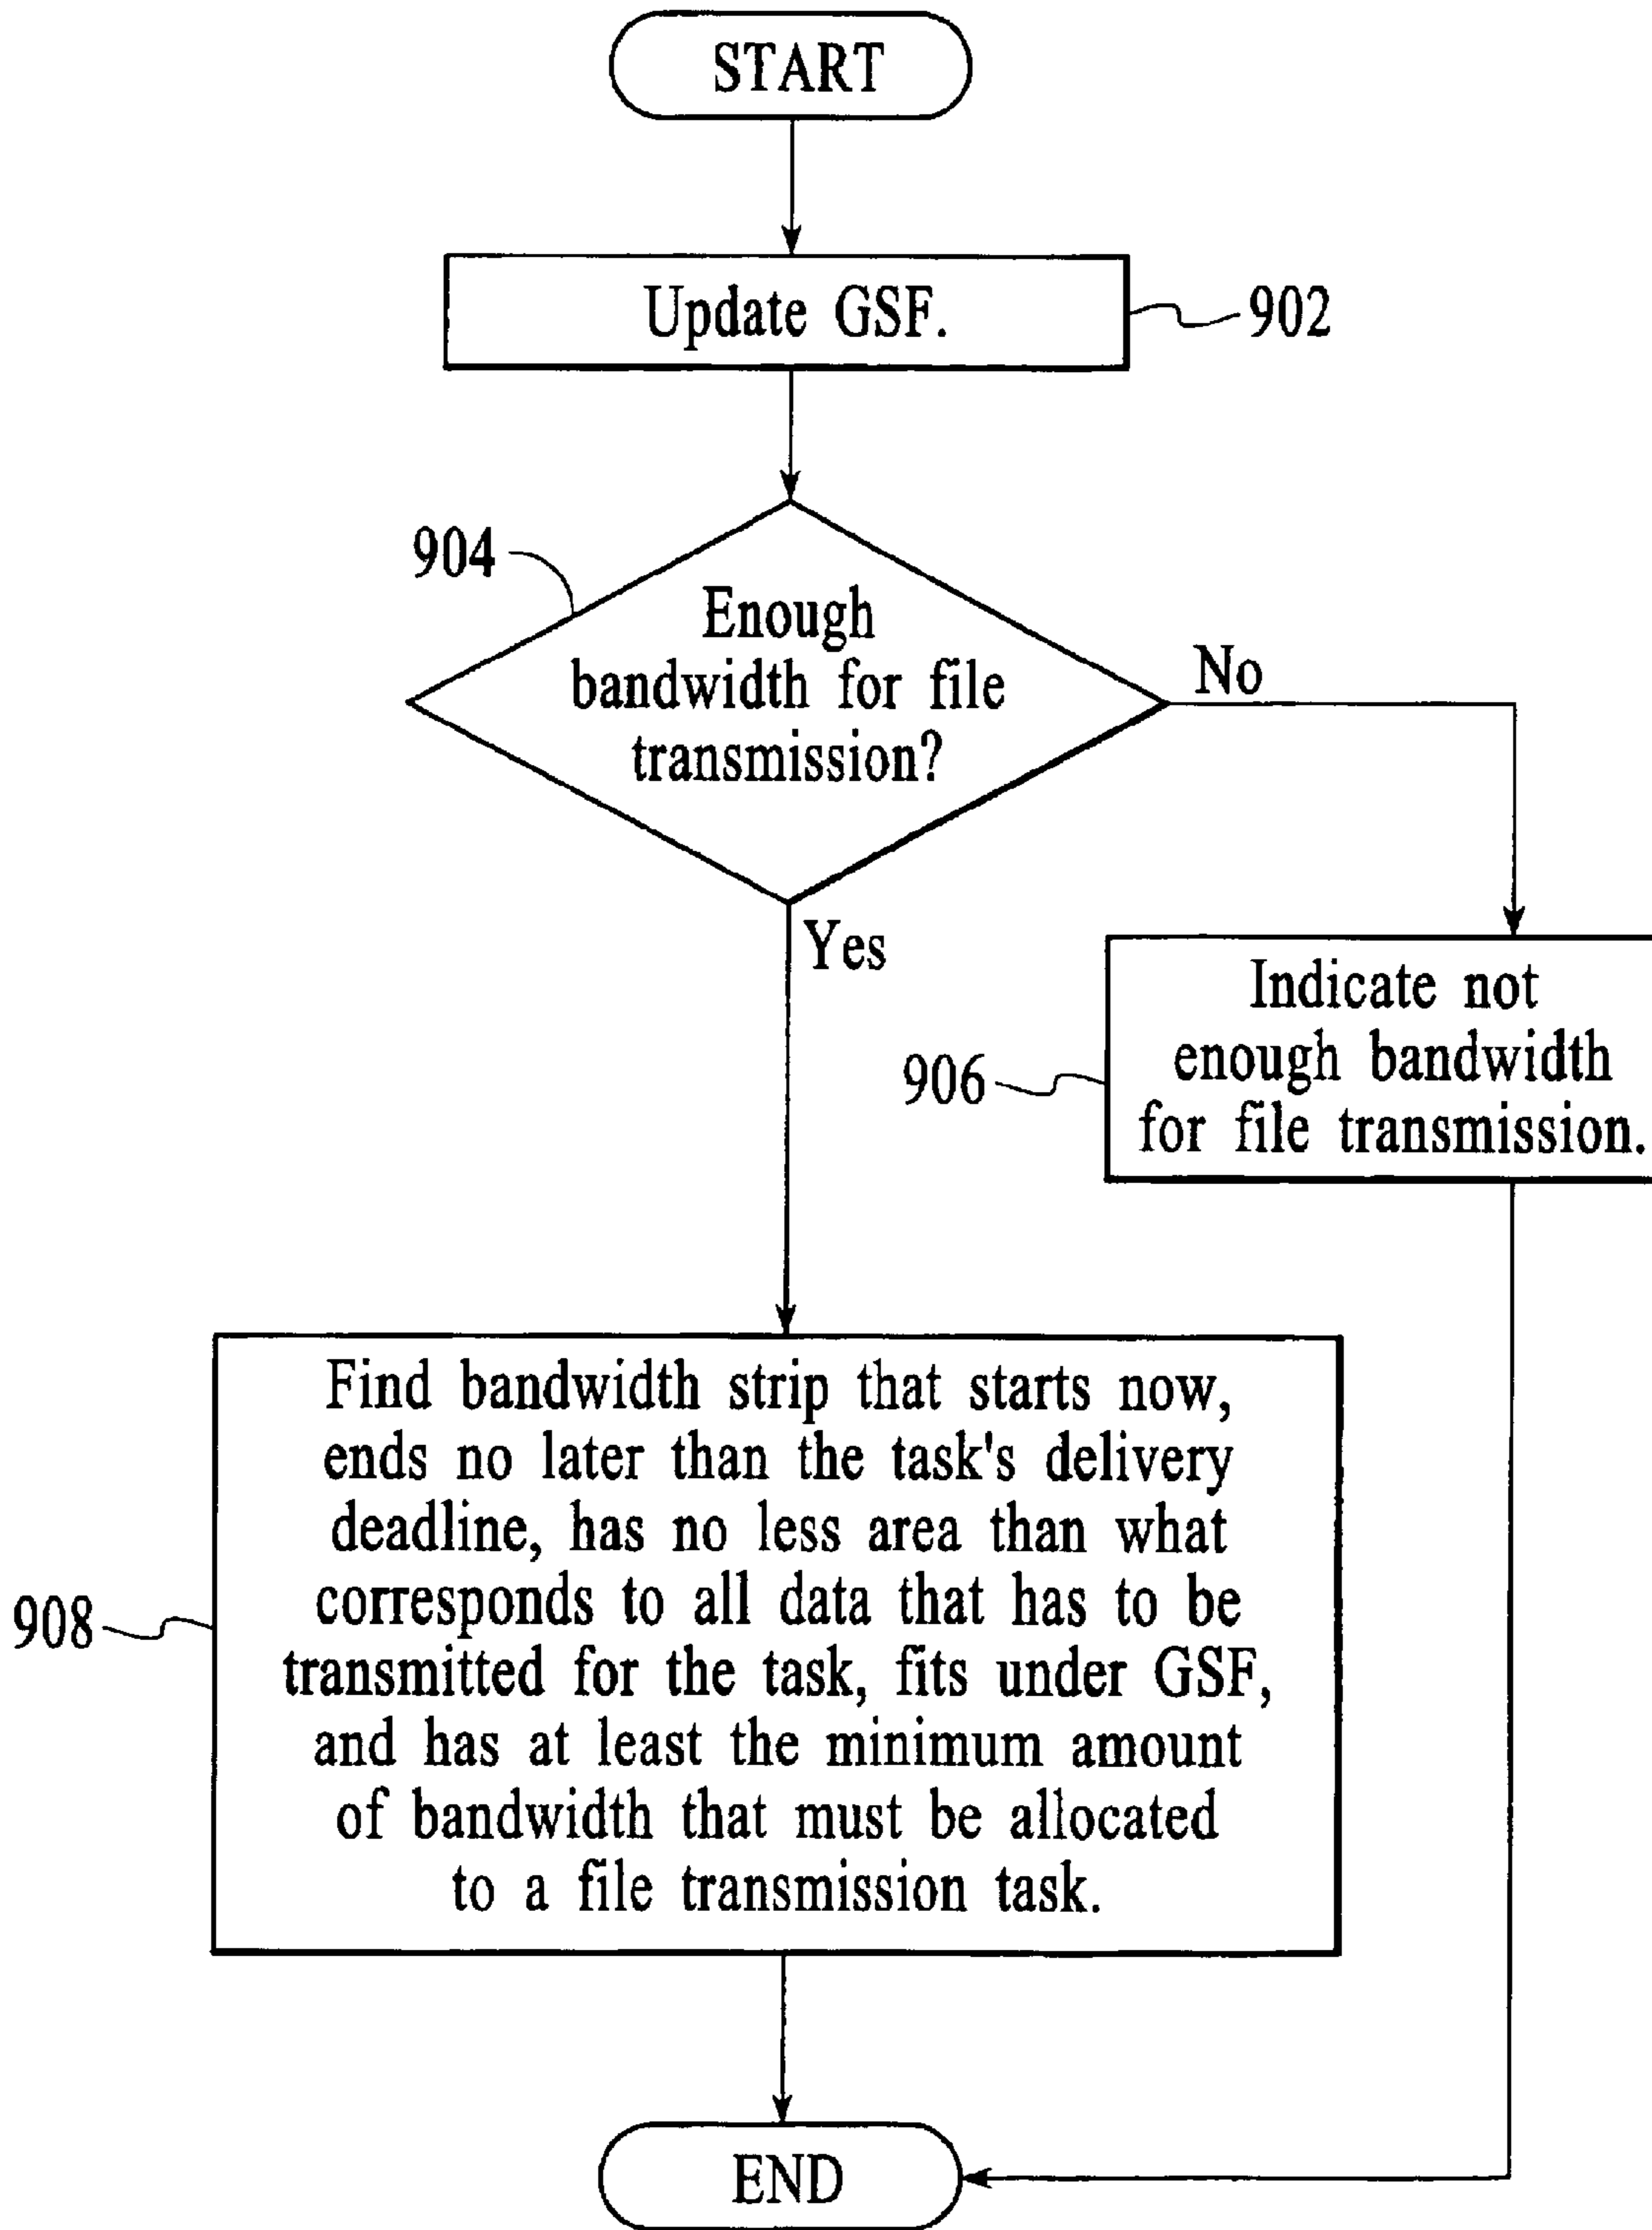 START
Update GSF.
902
904
Enough
bandwidth for file
transmission?
No
Yes
Indicate not
enough bandwidth
for file transmission.
906
Find bandwidth strip that starts now,
ends no later than the task's delivery
deadline, has no less area than what
corresponds to all data that has to be
transmitted for the task, fits under GSF,
and has at least the minimum amount
of bandwidth that must be allocated
to a file transmission task.
908
END